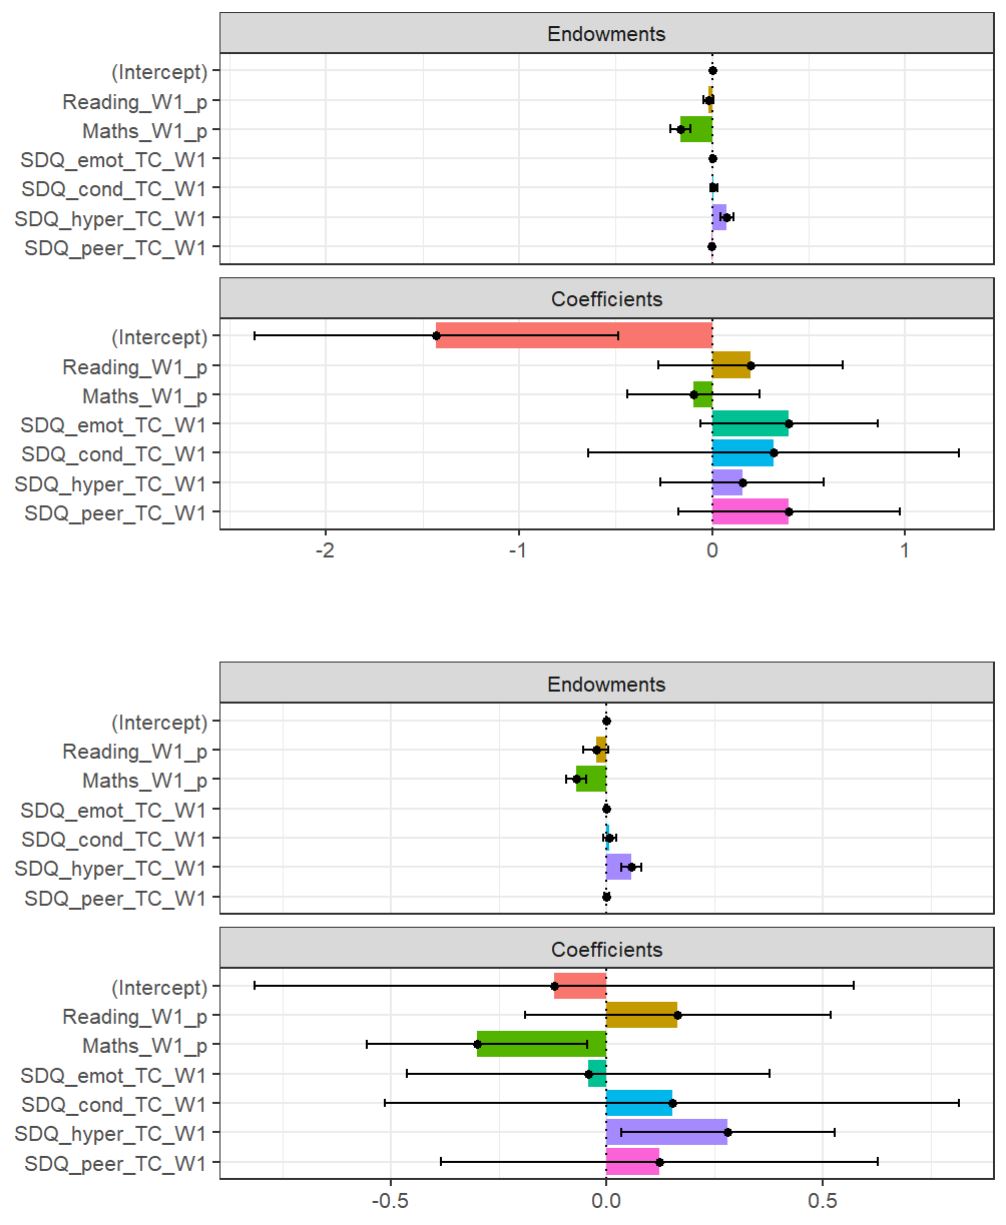 Endowments
(Intercept)
Reading_W1_p
Maths_W1_p
SDQ_emot_TC_W1
SDQ_cond_TC_W1
SDQ_hyper_TC_W1
SDQ_peer_TC_W1
Coefficients
(Intercept)
Reading_W1_p
Maths_W1_p
SDQ_emot_TC_W1
SDQ_cond_TC_W1
SDQ_hyper_TC_W1
SDQ_peer_TC_W1
-2 -1 0 1
Endowments
(Intercept)
Reading_W1_p
Maths_W1_p
SDQ_emot_TC_W1
SDQ_cond_TC_W1
SDQ_hyper_TC_W1
SDQ_peer_TC_W1
Coefficients
(Intercept)
Reading_W1_p
Maths_W1_p
SDQ_emot_TC_W1
SDQ_cond_TC_W1
SDQ_hyper_TC_W1
SDQ_peer_TC_W1
-0.5 0.0 0.5